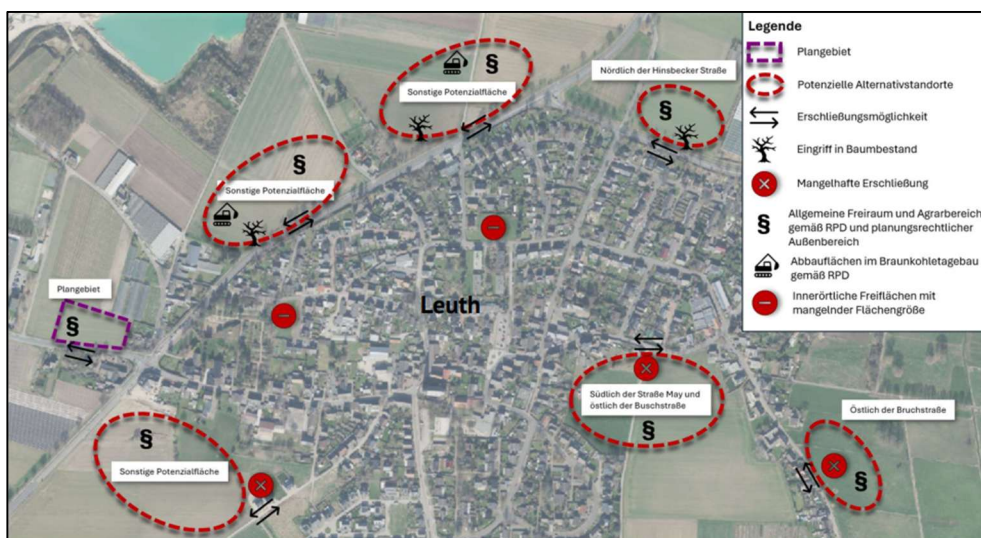 Legende
Plangebiet
Potenzielle Alternativstandorte
Erschließungsmöglichkeit
Eingriff in Baumbestand
Mangelhafte Erschließung
§
Allgemeine Freiraum und Agrarbereich
gemäß RPD und planungsrechtlicher
Außenbereich
Abbauflächen im Braunkohletagebau
gemäß RPD
Innerörtliche Freiflächen mit
mangelnder Flächengröße
§
Sonstige Potenzialfläche
Nördlich der Hinsbecker Straße
§
§
Sonstige Potenzialfläche
Plangebiet
§
Leuth
Südlich der Straße May und
östlich der Buschstraße
§
Östlich der Bruchstraße
§
§
Sonstige Potenzialfläche